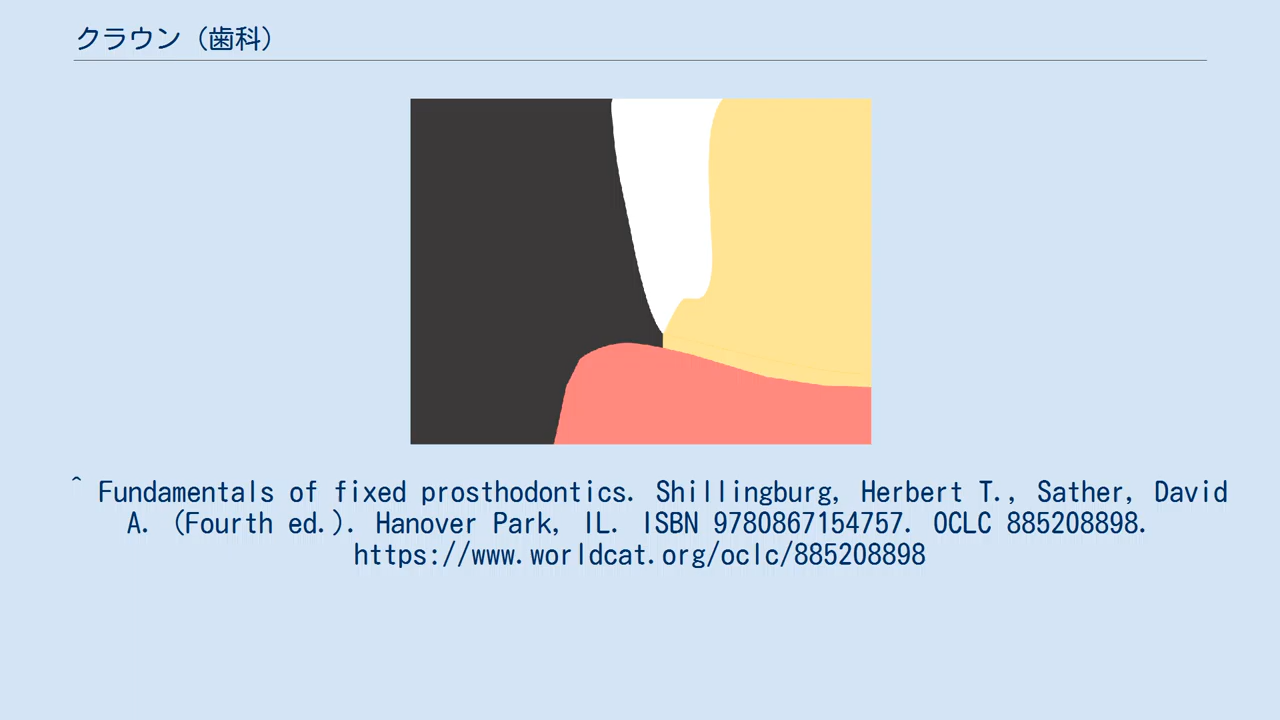 クラウン（歯科）
^ Fundamentals of fixed prosthodontics. Shillingburg, Herbert T., Sather, David
A. (Fourth ed.). Hanover Park, IL. ISBN 9780867154757. OCLC 885208898.
https://www.worldcat.org/oclc/885208898